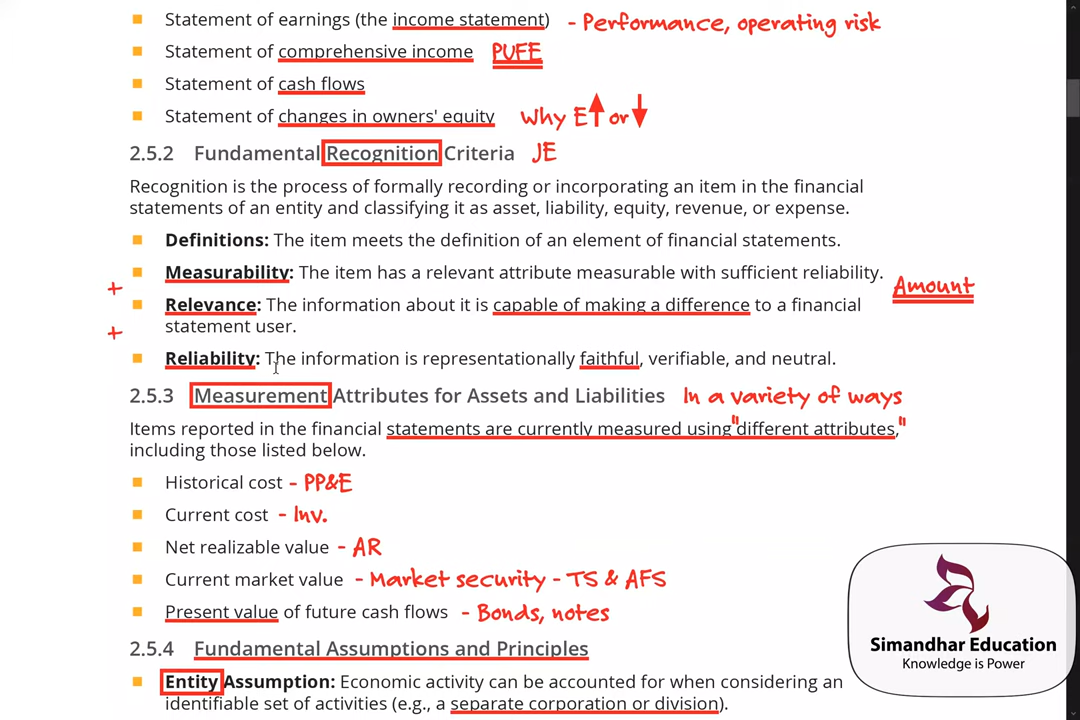 ■ Statement of earnings (the income statement) - Performance, operating risk
■ Statement of comprehensive income PUFE
■ Statement of cash flows
■ Statement of changes in owners' equity Why E↑ or ↓
2.5.2 Fundamental Recognition Criteria JE
Recognition is the process of formally recording or incorporating an item in the financial
statements of an entity and classifying it as asset, liability, equity, revenue, or expense.
■ Definitions: The item meets the definition of an element of financial statements.
■ Measurability: The item has a relevant attribute measurable with sufficient reliability.
+ Amount
■ Relevance: The information about it is capable of making a difference to a financial
statement user.
+
■ Reliability: The information is representationally faithful, verifiable, and neutral.
2.5.3 Measurement Attributes for Assets and Liabilities In a variety of ways
Items reported in the financial statements are currently measured using "different attributes,"
including those listed below.
■ Historical cost - PP&E
■ Current cost - Inv.
■ Net realizable value - AR
■ Current market value - Market security - TS & AFS
■ Present value of future cash flows - Bonds, notes
2.5.4 Fundamental Assumptions and Principles
■ Entity Assumption: Economic activity can be accounted for when considering an
identifiable set of activities (e.g., a separate corporation or division).
Simandhar Education
Knowledge is Power